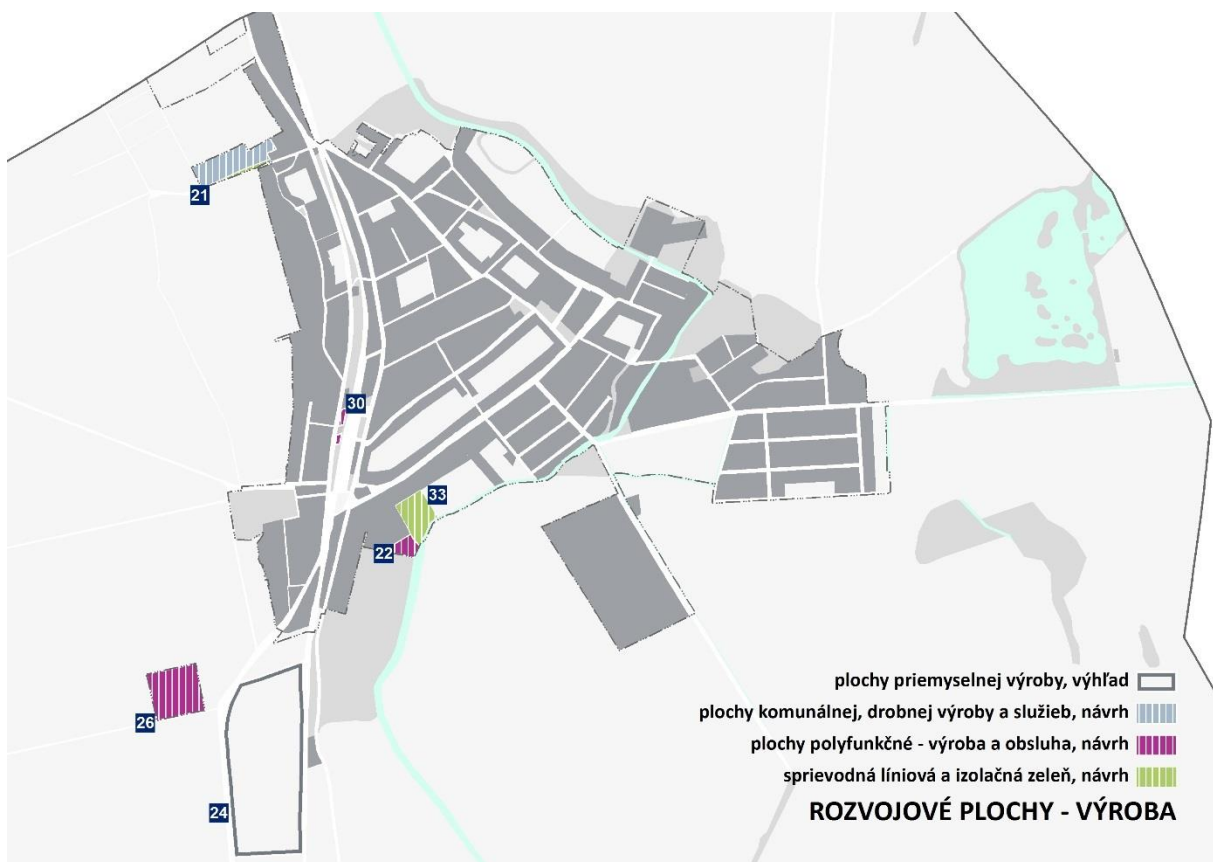 21
30
33
22
26
24
plochy priemyselnej výroby, výhľad
plochy komunálnej, drobnej výroby a služieb, návrh
plochy polyfunkčné - výroba a obsluha, návrh
sprievodná líniová a izolačná zeleň, návrh
ROZVOJOVÉ PLOCHY - VÝROBA